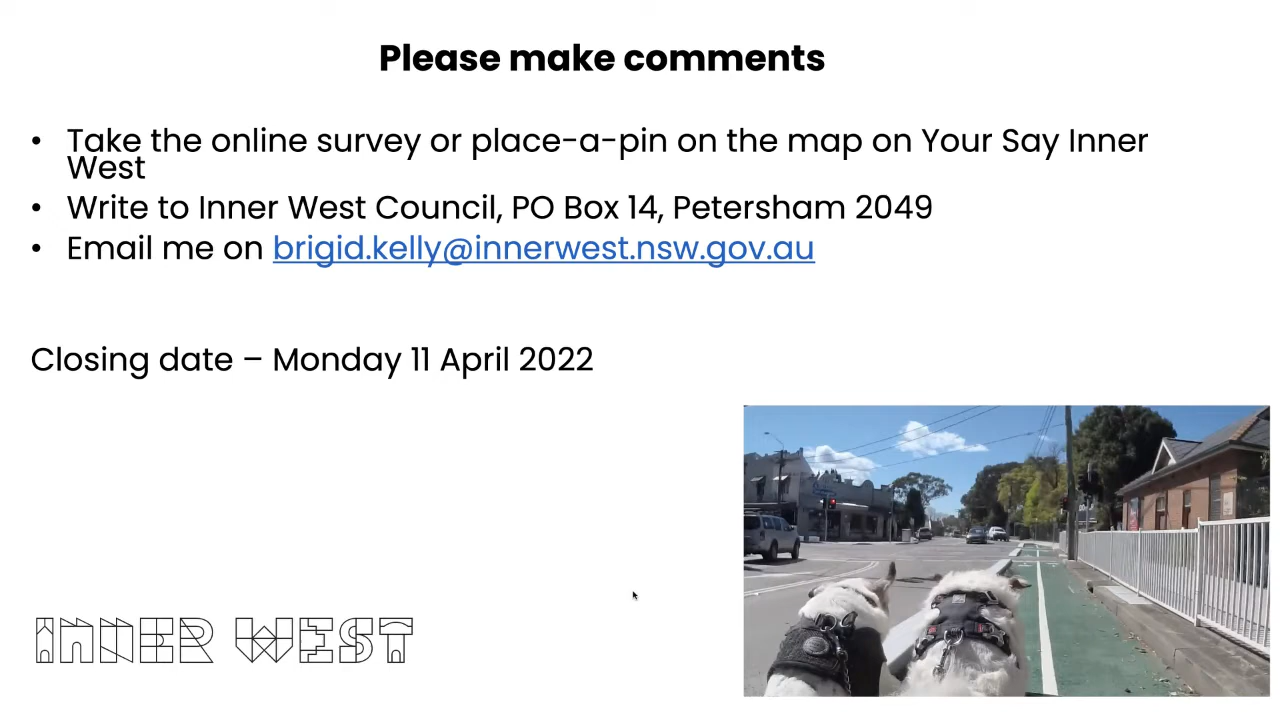 Please make comments
• Take the online survey or place-a-pin on the map on Your Say Inner
West
• Write to Inner West Council, PO Box 14, Petersham 2049
• Email me on brigid.kelly@innerwest.nsw.gov.au
Closing date – Monday 11 April 2022
INNER WEST